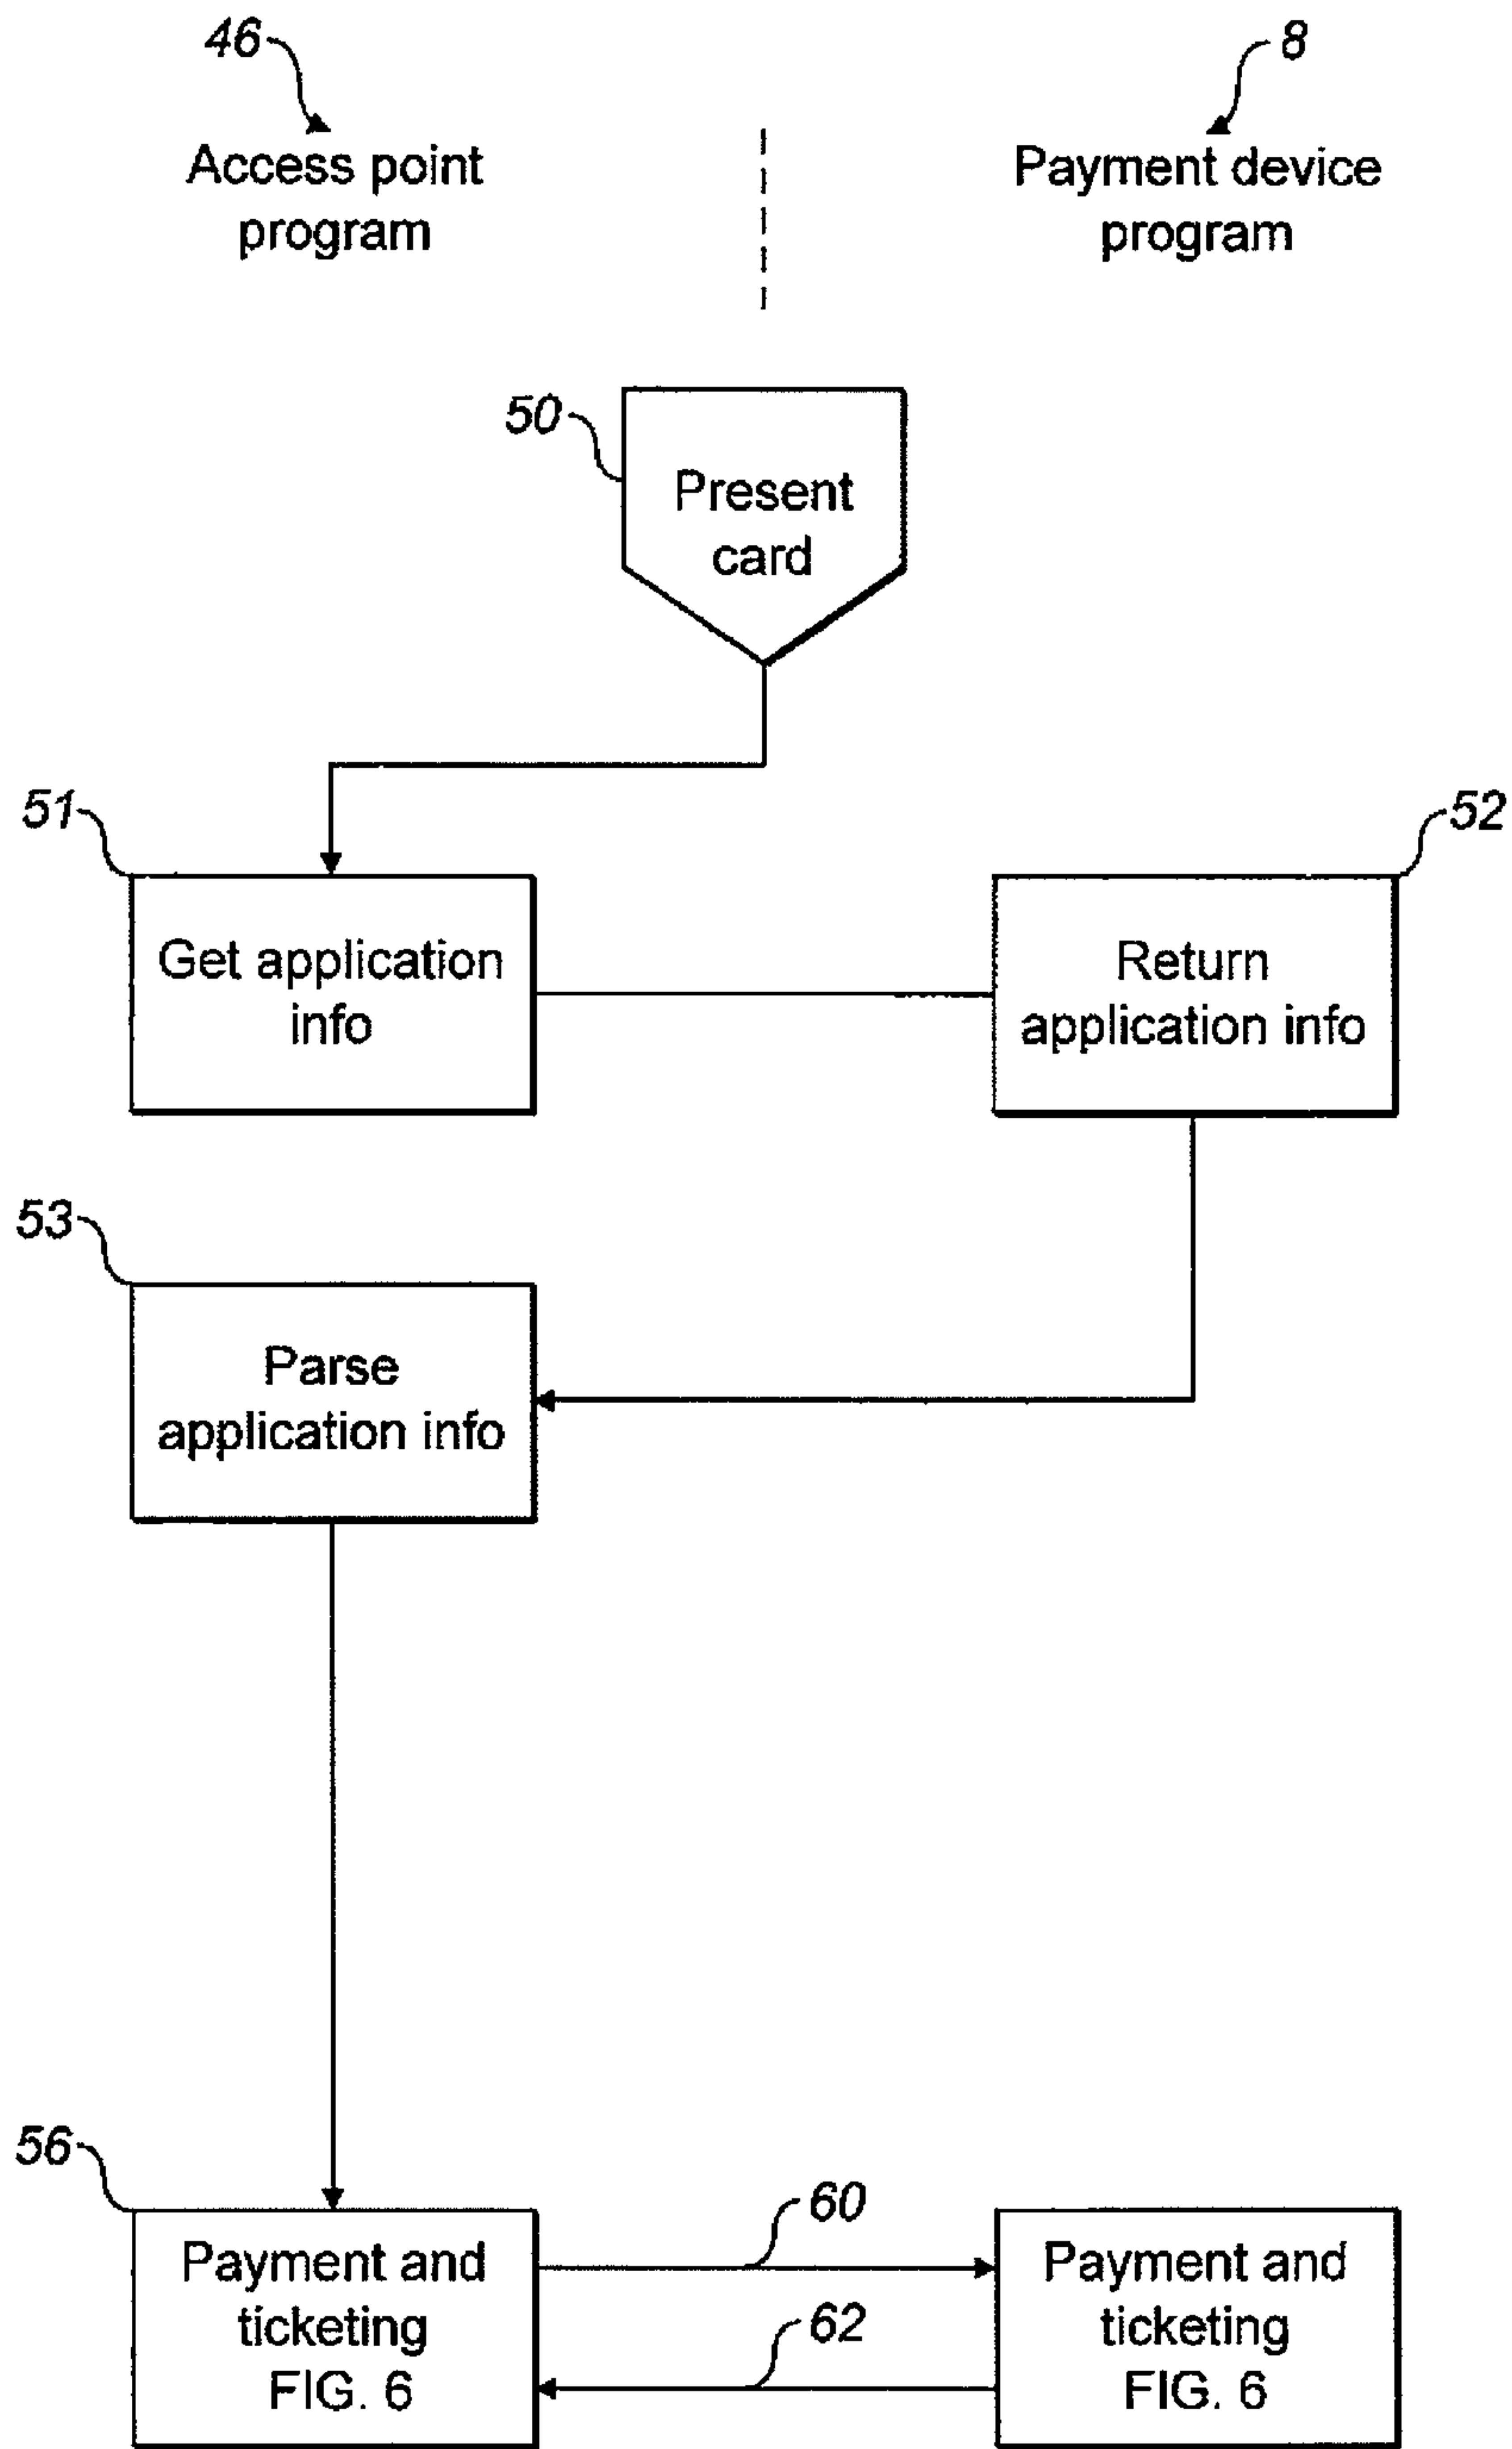 46
8
Access point
program
Payment device
program
50
Present
card
51
52
Get application
info
Return
application info
53
Parse
application info
56
60
62
Payment and
ticketing
FIG. 6
Payment and
ticketing
FIG. 6